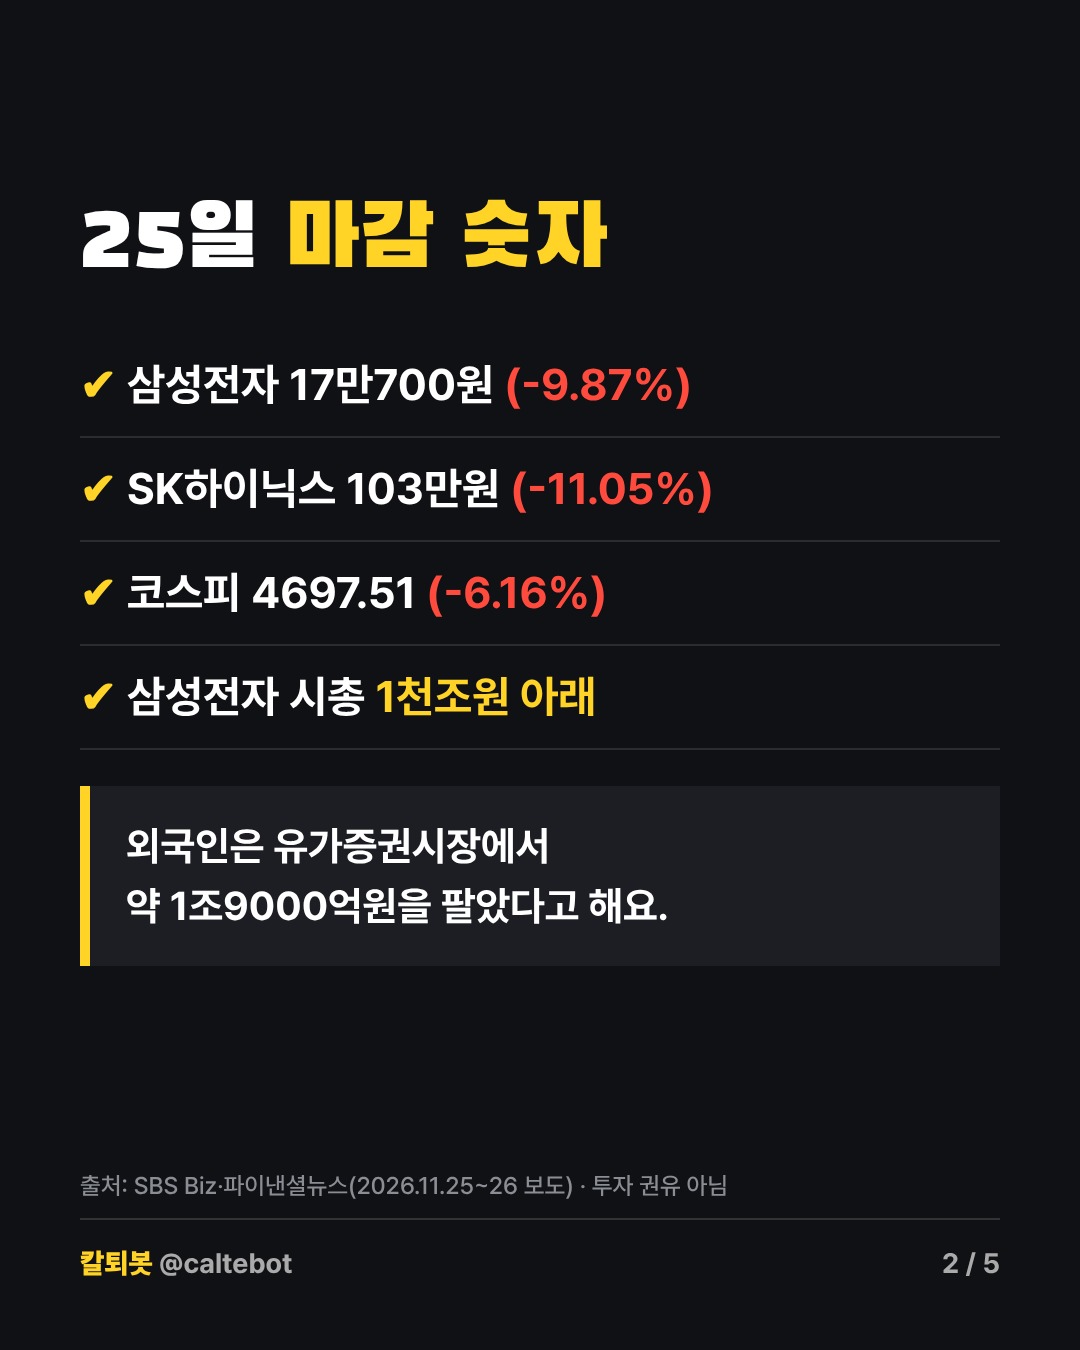 25일 마감 숫자
✔ 삼성전자 17만700원 (-9.87%)
✔ SK하이닉스 103만원 (-11.05%)
✔ 코스피 4697.51 (-6.16%)
✔ 삼성전자 시총 1천조원 아래
외국인은 유가증권시장에서
약 1조9000억원을 팔았다고 해요.
출처: SBS Biz·파이낸셜뉴스(2026.11.25~26 보도) · 투자 권유 아님
칼퇴봇 @caltebot
2 / 5